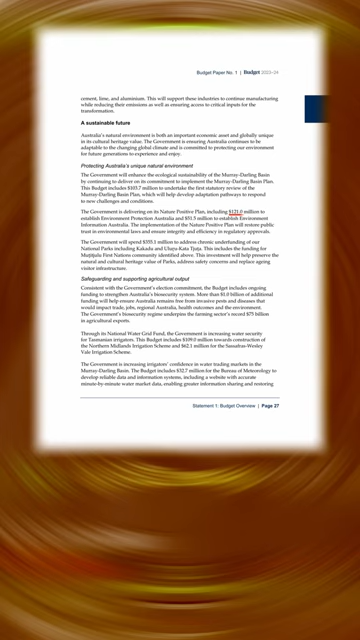 Budget Paper No. 1 | Budget 2023–24
cement, lime, and aluminium. This will support these industries to continue manufacturing
while reducing their emissions as well as ensuring access to critical inputs for the
transformation.
A sustainable future
Australia's natural environment is both an important economic asset and globally unique
in its cultural heritage value. The Government is ensuring Australia continues to be
adaptable to the changing global climate and is committed to protecting our environment
for future generations to experience and enjoy.
Protecting Australia's unique natural environment
The Government will enhance the ecological sustainability of the Murray-Darling Basin
by continuing to deliver on its commitment to implement the Murray-Darling Basin Plan.
This Budget includes $103.7 million to undertake the first statutory review of the
Murray-Darling Basin Plan, which will help develop adaptation pathways to respond
to new demands and conditions.
The Government is delivering on its Nature Positive Plan, including $121.0 million to
establish Environment Protection Australia and $51.5 million to establish Environment
Information Australia. The implementation of the Nature Positive Plan will restore public
trust in environmental laws and ensure integrity and efficiency in regulatory approvals.
The Government will spend $355.1 million to address chronic underfunding of our
National Parks including Kakadu and Uluṟu-Kata Tjuṯa. This includes the funding for
Muṯitjulu First Nations community identified above. This investment will help preserve the
natural and cultural heritage value of Parks, address safety concerns and replace ageing
visitor infrastructure.
Safeguarding and supporting agricultural output
Consistent with the Government's election commitment, the Budget includes ongoing
funding to strengthen Australia's biosecurity system. More than $1.0 billion of additional
funding will help ensure Australia remains free from invasive pests and diseases that
would impact trade, jobs, regional Australia, health outcomes and the environment.
The Government's biosecurity regime underpins the farming sector's record $75 billion
in agricultural exports.
Through its National Water Grid Fund, the Government is increasing water security
for Tasmanian irrigators. This Budget includes $109.0 million towards construction of
the Northern Midlands Irrigation Scheme and $62.1 million for the Sassafras-Wesley
Vale Irrigation Scheme.
The Government is increasing irrigators' confidence in water trading markets in the
Murray-Darling Basin. The Budget includes $32.7 million for the Bureau of Meteorology to
develop reliable data and information systems, including a website with accurate
minute-by-minute water market data, enabling greater information sharing and restoring
Statement 1: Budget Overview | Page 27